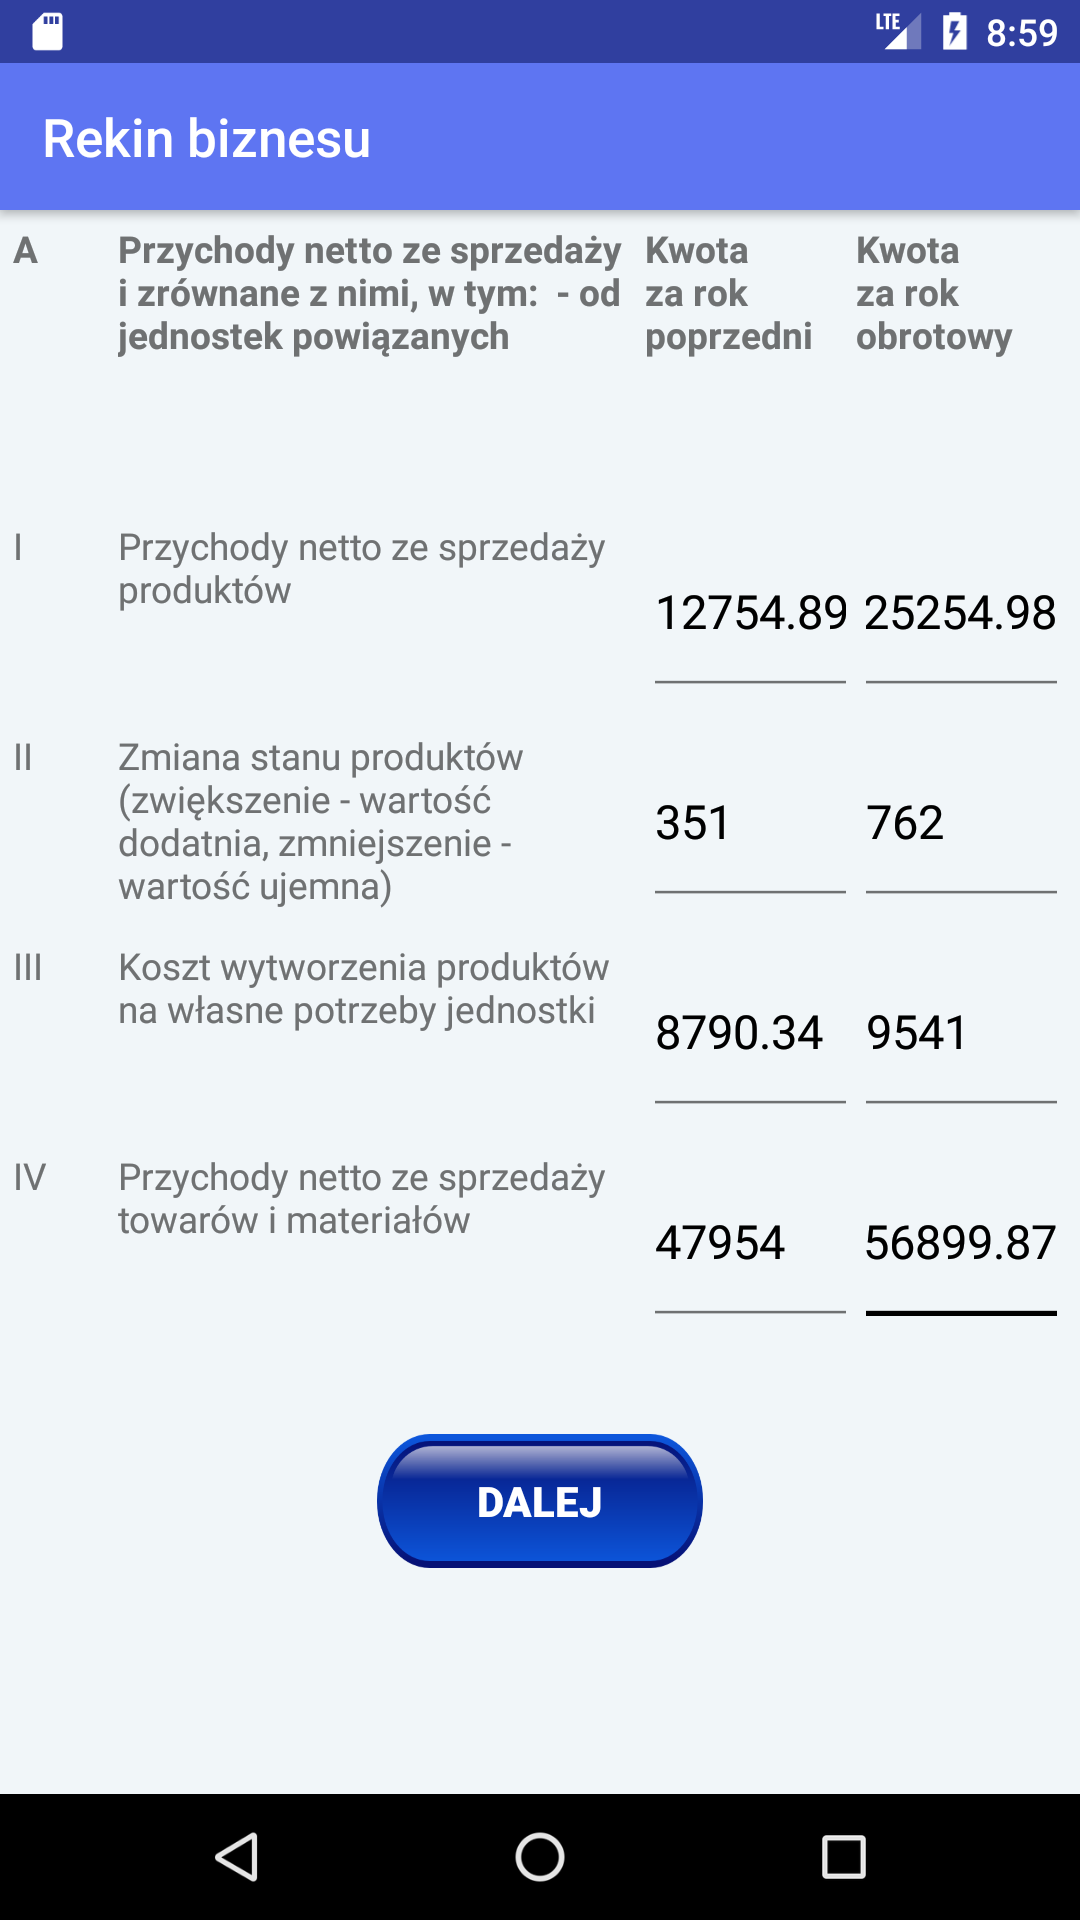 LTE 8:59
Rekin biznesu
A Przychody netto ze sprzedaży Kwota Kwota
i zrównane z nimi, w tym:  - od za rok za rok
jednostek powiązanych poprzedni obrotowy
I Przychody netto ze sprzedaży
produktów
12754.89 25254.98
II Zmiana stanu produktów
(zwiększenie - wartość
351 762
dodatnia, zmniejszenie -
wartość ujemna)
III Koszt wytworzenia produktów
na własne potrzeby jednostki
8790.34 9541
IV Przychody netto ze sprzedaży
towarów i materiałów
47954 56899.87
DALEJ